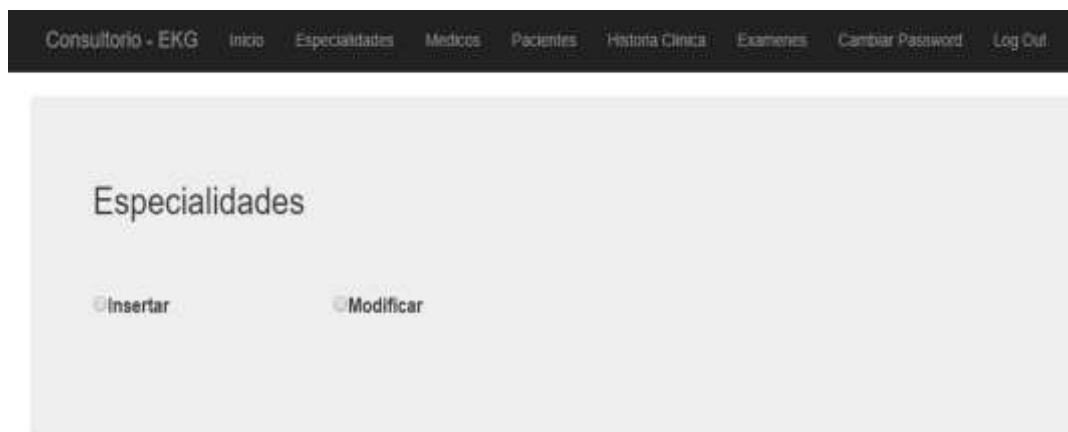 Consultorio - EKG Inicio Especialidades Medicos Pacientes Historia Clinica Examenes Cambiar Password Log Out
Especialidades
Insertar Modificar